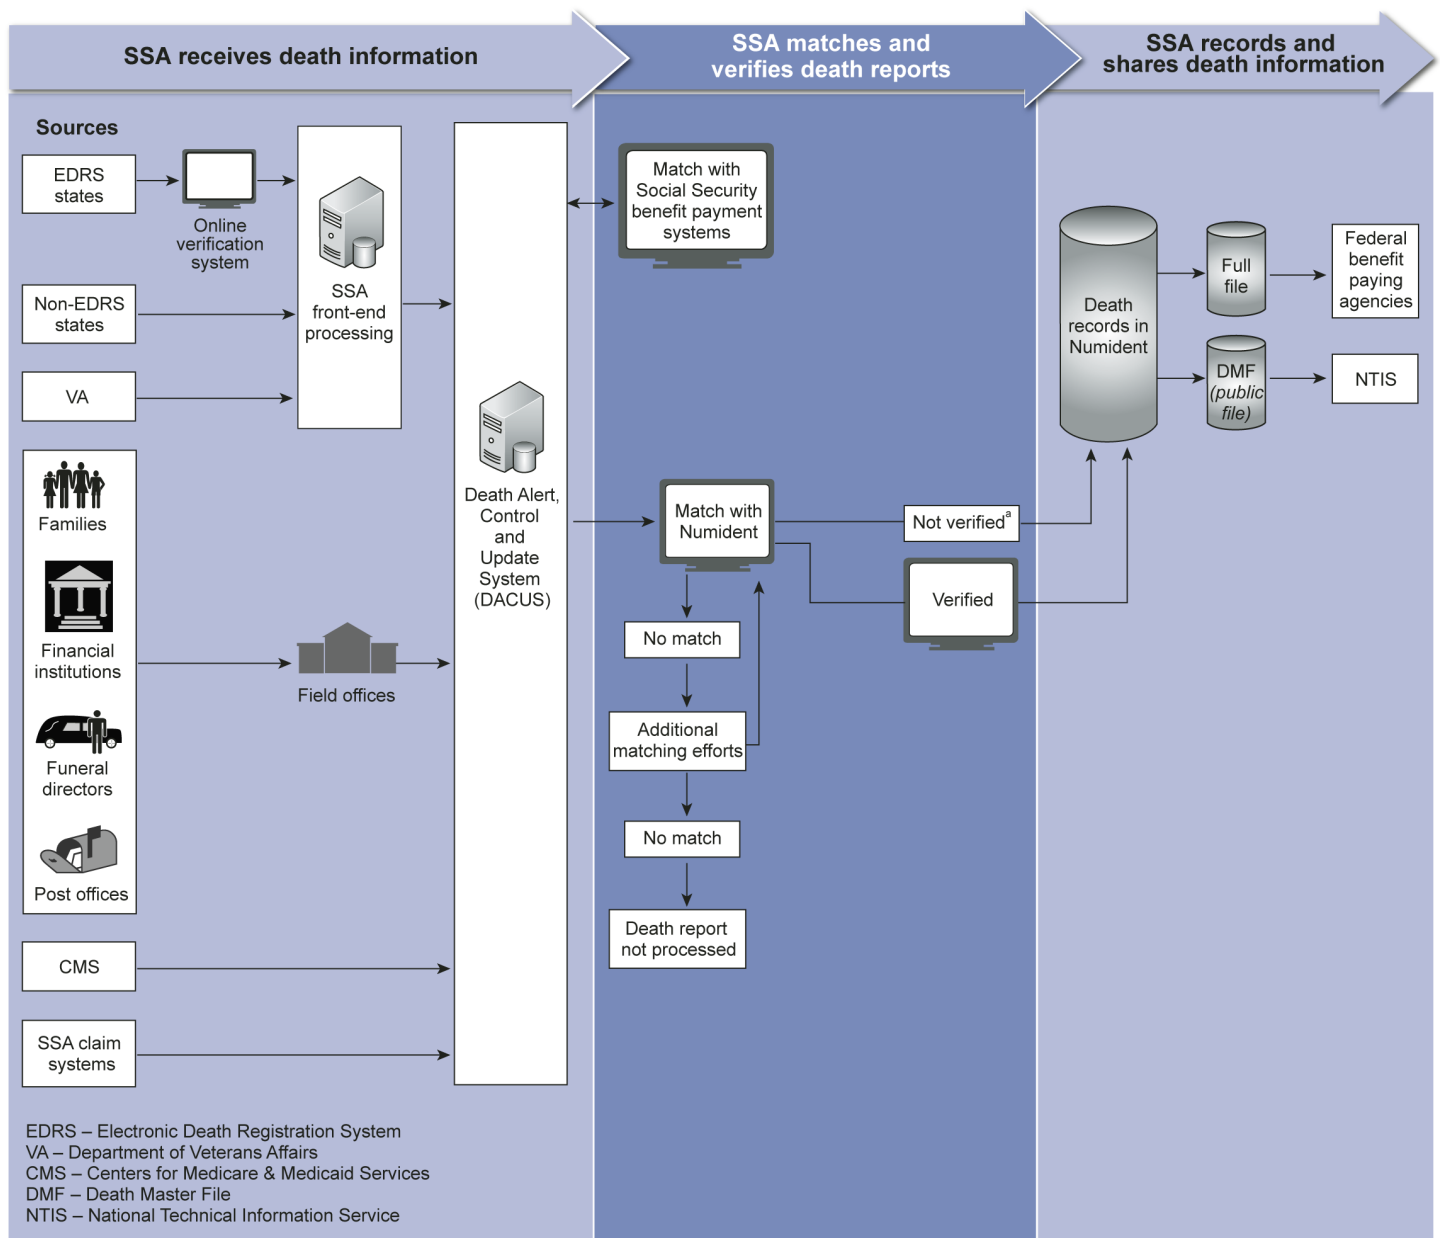 SSA receives death information
SSA matches and
verifies death reports
SSA records and
shares death information
Sources
EDRS
states
Online
verification
system
Non-EDRS
states
VA
SSA
front-end
processing
Families
Financial
institutions
Funeral
directors
Post offices
Field offices
CMS
SSA claim
systems
Death Alert,
Control
and
Update
System
(DACUS)
Match with
Social Security
benefit payment
systems
Match with
Numident
No match
Additional
matching efforts
No match
Death report
not processed
Not verifiedᵃ
Verified
Death
records in
Numident
Full
file
DMF
(public
file)
Federal
benefit
paying
agencies
NTIS
EDRS – Electronic Death Registration System
VA – Department of Veterans Affairs
CMS – Centers for Medicare & Medicaid Services
DMF – Death Master File
NTIS – National Technical Information Service